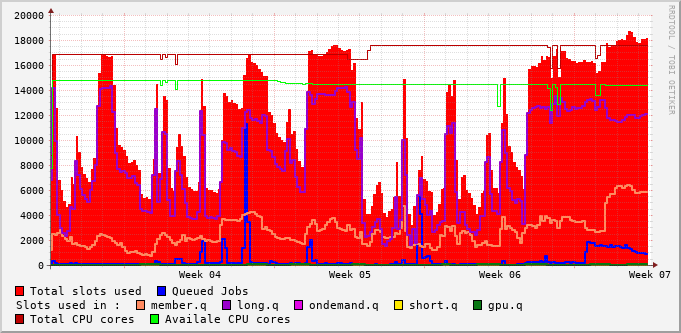 RRDTOOL / TOBI OETIKER
20000
18000
16000
14000
12000
10000
8000
6000
4000
2000
0
Week 04 Week 05 Week 06 Week 07
Total slots used Queued Jobs
Slots used in : member.q long.q ondemand.q short.q gpu.q
Total CPU cores Availale CPU cores